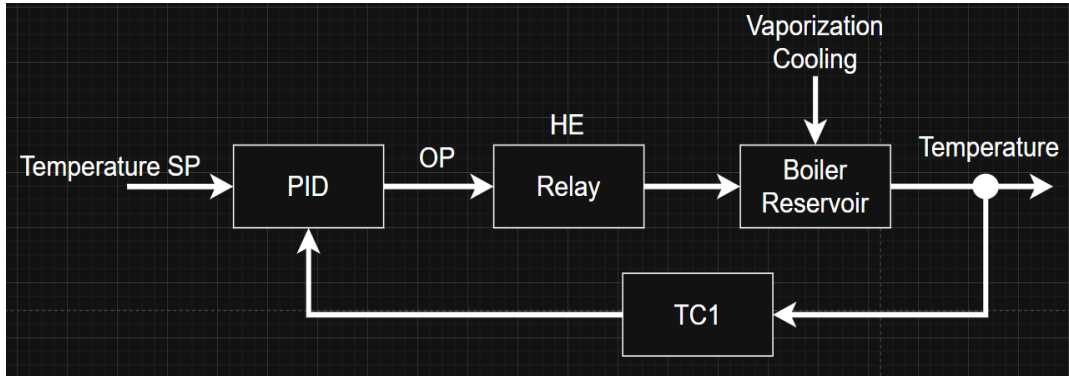 Vaporization
Cooling
HE
Temperature SP
PID
OP
Relay
Boiler
Reservoir
Temperature
TC1